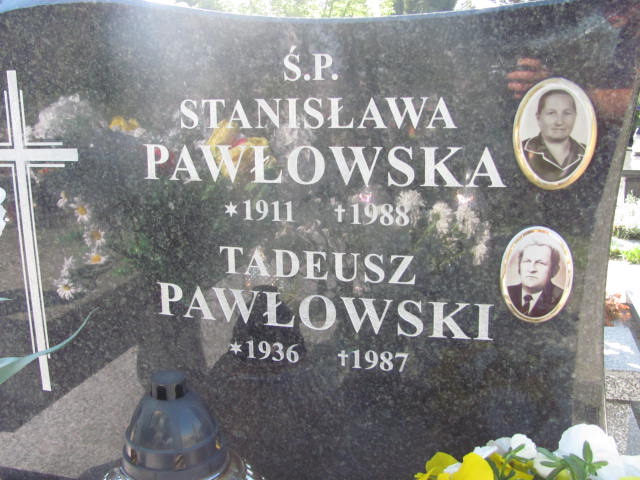 Ś.P.
STANISŁAWA
PAWŁOWSKA
✶1911 †1988
TADEUSZ
PAWŁOWSKI
✶1936 †1987